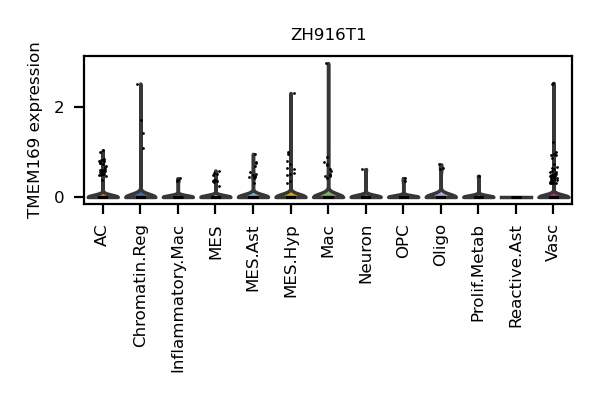 ZH916T1
TMEM169 expression
2
0
AC
Chromatin.Reg
Inflammatory.Mac
MES
MES.Ast
MES.Hyp
Mac
Neuron
OPC
Oligo
Prolif.Metab
Reactive.Ast
Vasc